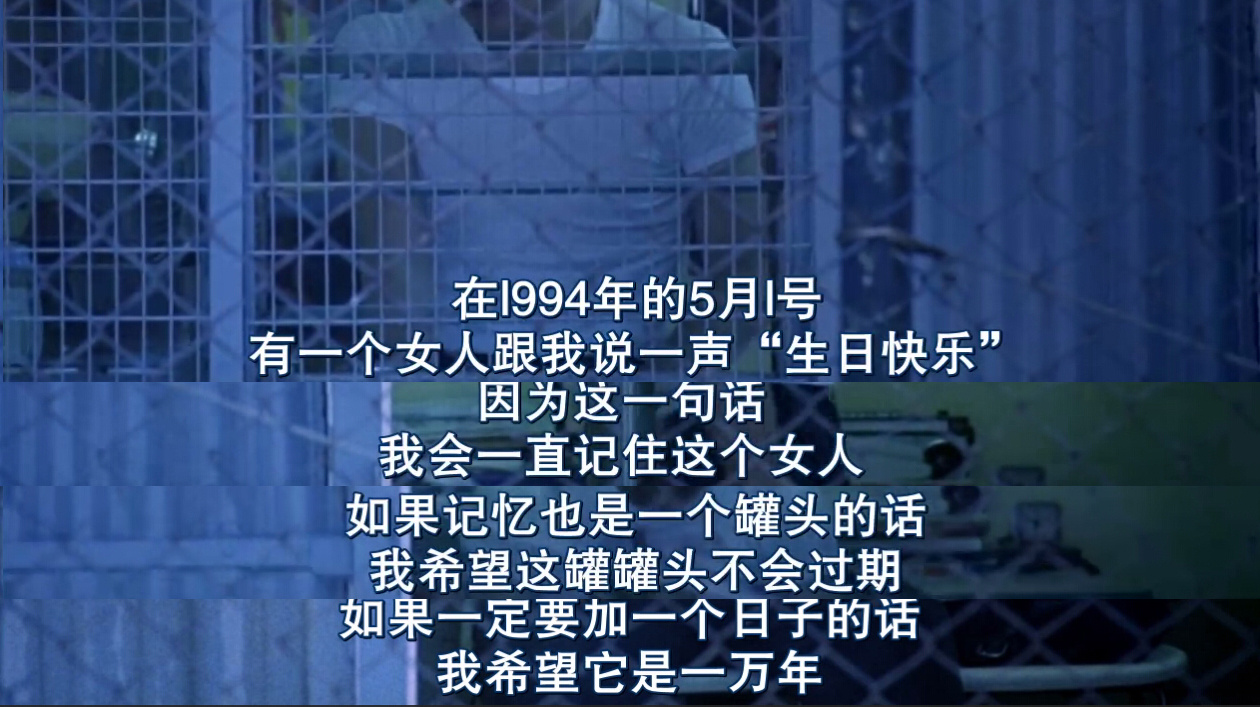 在1994年的5月1号
有一个女人跟我说一声“生日快乐”
因为这一句话
我会一直记住这个女人
如果记忆也是一个罐头的话
我希望这罐罐头不会过期
如果一定要加一个日子的话
我希望它是一万年